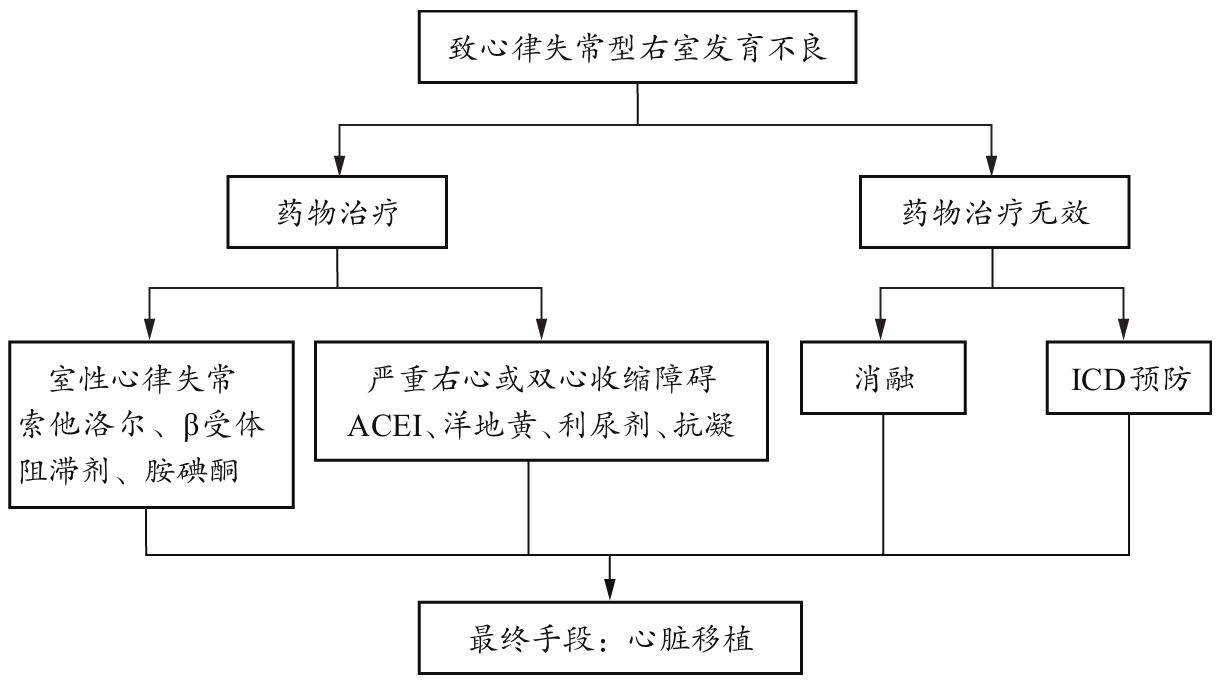 致心律失常型右室发育不良
药物治疗
药物治疗无效
室性心律失常
索他洛尔、β受体
阻滞剂、胺碘酮
严重右心或双心收缩障碍
ACEI、洋地黄、利尿剂、抗凝
消融
ICD预防
最终手段：心脏移植